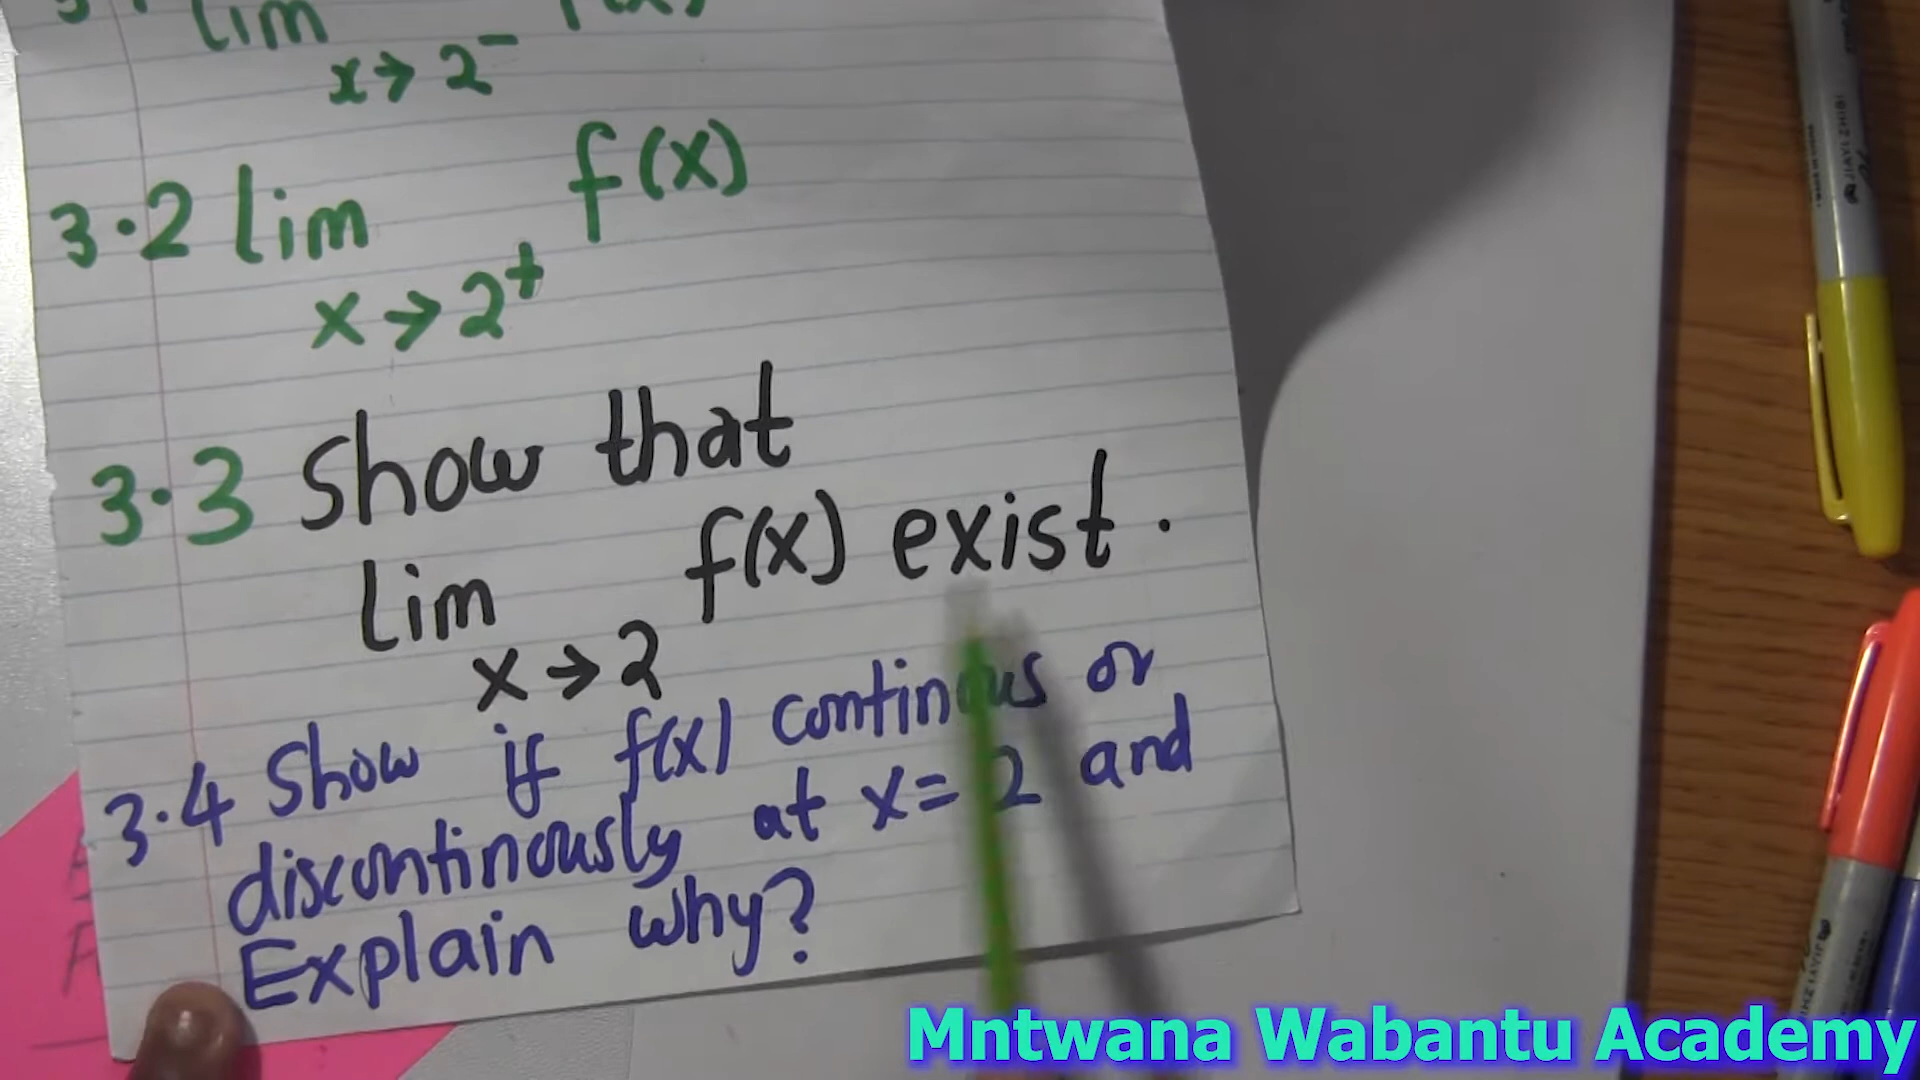 lim f(x)
x→2⁻
3.2 lim f(x)
x→2⁺
3.3 Show that
lim f(x) exist.
x→2
3.4 Show if f(x) continous or
discontinously at x=2 and
Explain why?
Mntwana Wabantu Academy